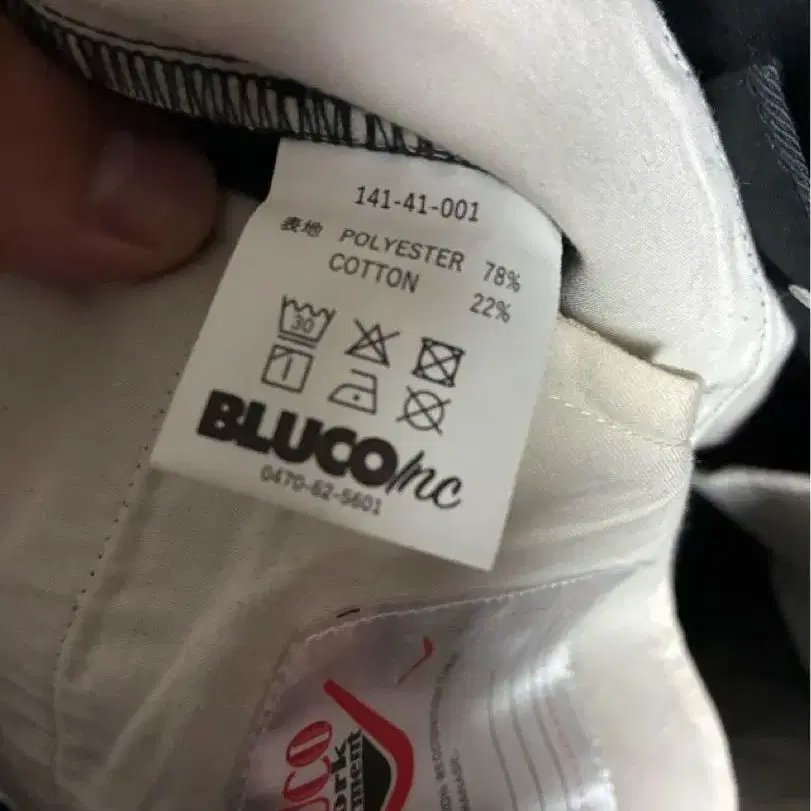 141-41-001
表地 POLYESTER 78%
COTTON 22%
30
BLUCO Inc
0470-62-5601